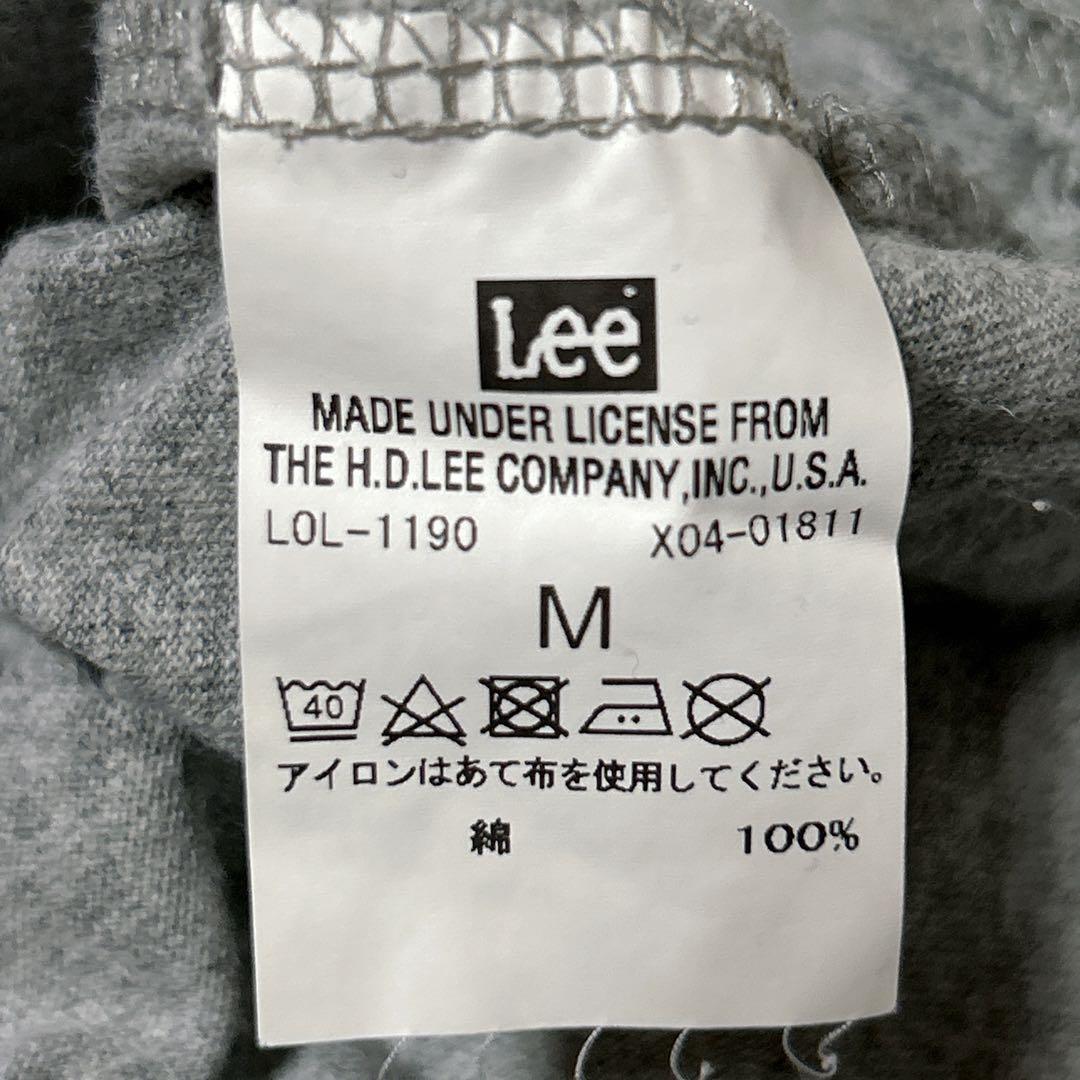 Lee
MADE UNDER LICENSE FROM
THE H.D.LEE COMPANY,INC.,U.S.A.
LOL-1190 X04-01811
M
40
アイロンはあて布を使用してください。
綿 100%